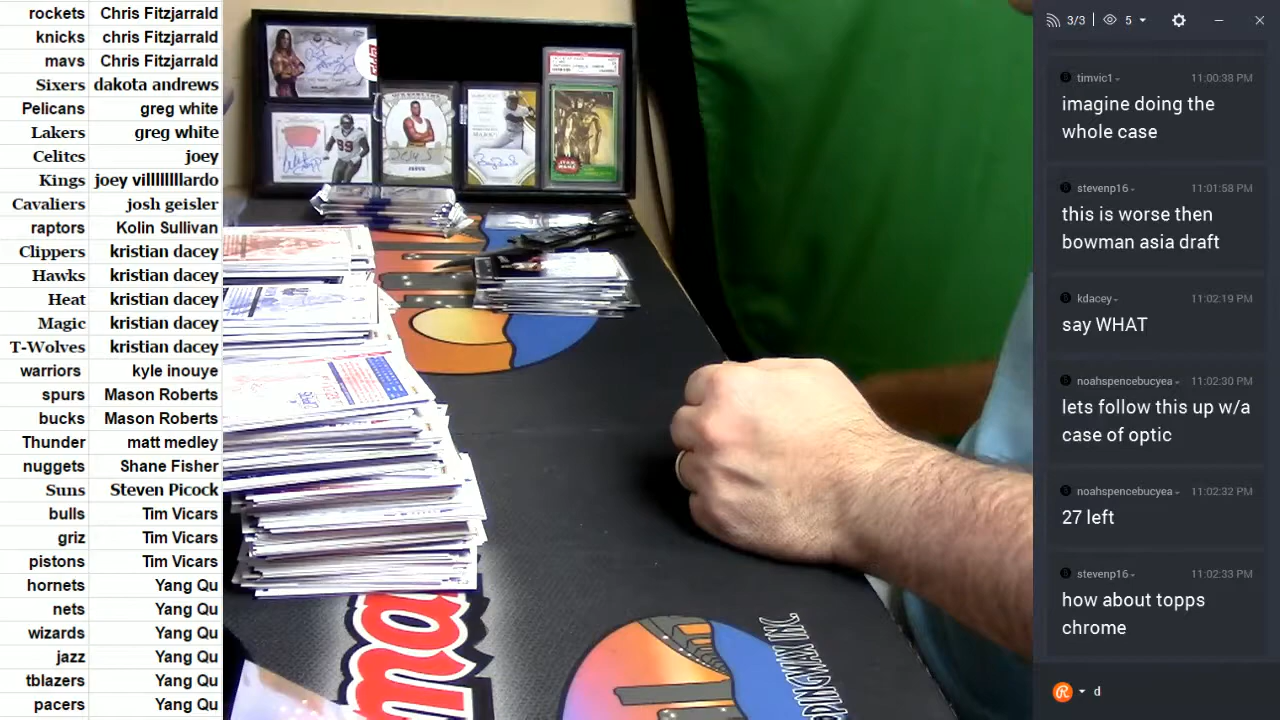 rockets Chris Fitzjarrald
knicks chris Fitzjarrald
mavs Chris Fitzjarrald
Sixers dakota andrews
Pelicans greg white
Lakers greg white
Celitcs joey
Kings joey villlllllllardo
Cavaliers josh geisler
raptors Kolin Sullivan
Clippers kristian dacey
Hawks kristian dacey
Heat kristian dacey
Magic kristian dacey
T-Wolves kristian dacey
warriors kyle inouye
spurs Mason Roberts
bucks Mason Roberts
Thunder matt medley
nuggets Shane Fisher
Suns Steven Picock
bulls Tim Vicars
griz Tim Vicars
pistons Tim Vicars
hornets Yang Qu
nets Yang Qu
wizards Yang Qu
jazz Yang Qu
tblazers Yang Qu
pacers Yang Qu
STAR WARS
ma
PINGWAX INC
3/3 5
timvic1 11:00:38 PM
imagine doing the
whole case
stevenp16 11:01:58 PM
this is worse then
bowman asia draft
kdacey 11:02:19 PM
say WHAT
noahspencebucyea 11:02:30 PM
lets follow this up w/a
case of optic
noahspencebucyea 11:02:32 PM
27 left
stevenp16 11:02:33 PM
how about topps
chrome
d